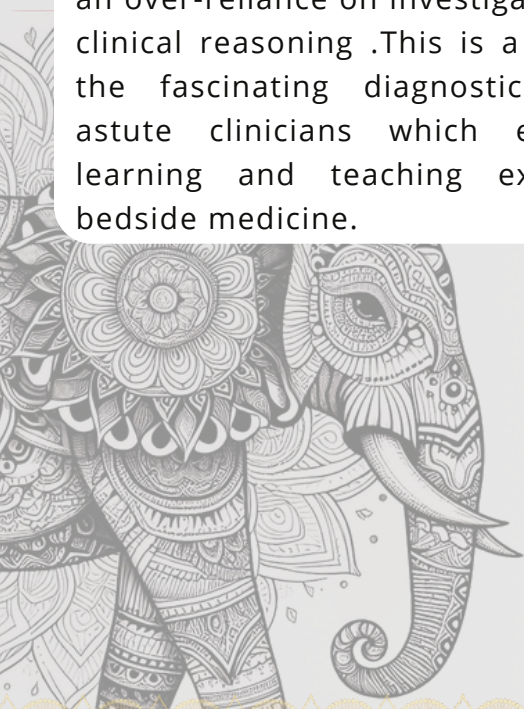 an over-reliance on
clinical reasoning .This is a
the fascinating diagnostic
astute clinicians which
learning and teaching
bedside medicine.